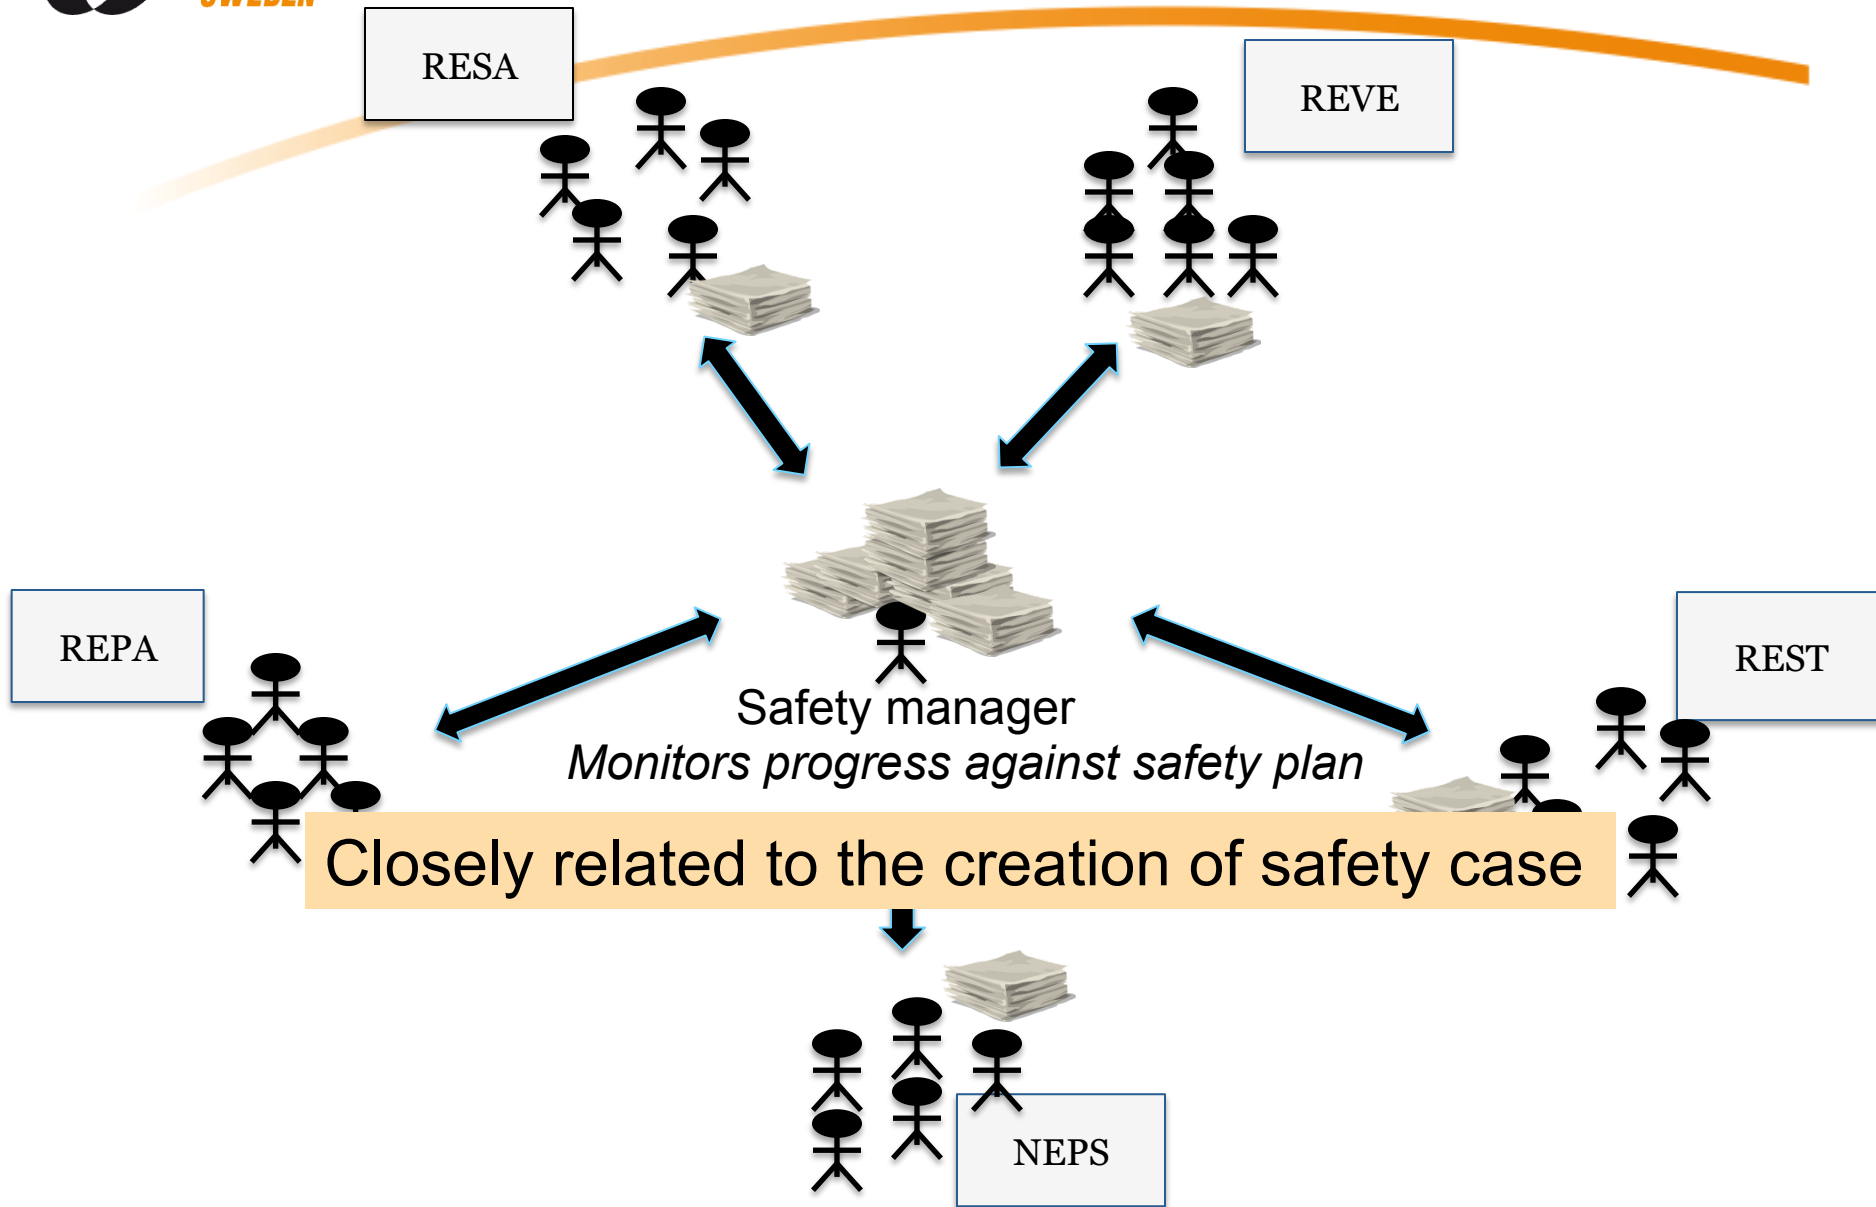 SWEDEN
RESA
REVE
REPA
REST
Safety manager
Monitors progress against safety plan
Closely related to the creation of safety case
NEPS